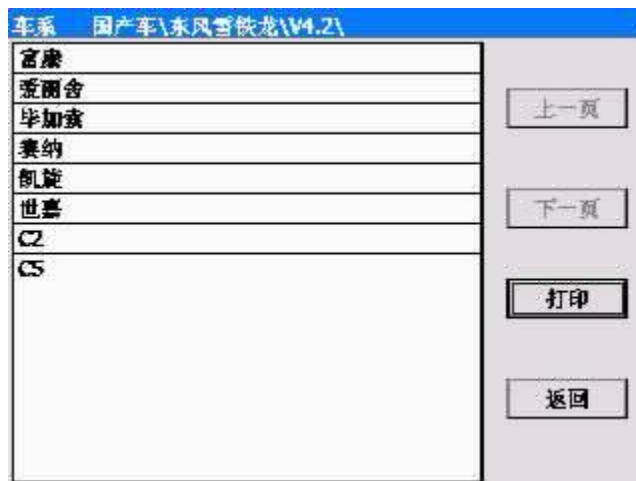 车系 国产车\东风雪铁龙\V4.2\
富康
爱丽舍
毕加索
赛纳
凯旋
世嘉
C2
C5
上一页
下一页
打印
返回